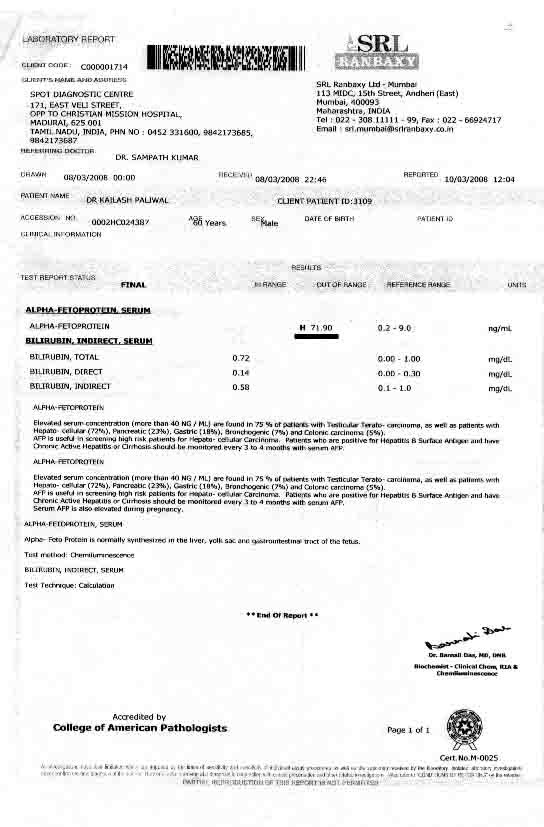 LABORATORY REPORT
SRL
RANBAXY
CLIENT CODE: C000001714
CLIENT'S NAME AND ADDRESS
SPOT DIAGNOSTIC CENTRE
171, EAST VELI STREET,
OPP TO CHRISTIAN MISSION HOSPITAL,
MADURAI, 625 001
TAMIL NADU, INDIA, PHN NO : 0452 331600, 9842173685,
9842173687
SRL Ranbaxy Ltd - Mumbai
113 MIDC, 15th Street, Andheri (East)
Mumbai, 400093
Maharashtra, INDIA
Tel : 022 - 308 11111 - 99, Fax : 022 - 66924717
Email : srl.mumbai@srlranbaxy.co.in
REFERRING DOCTOR
DR. SAMPATH KUMAR
DRAWN 08/03/2008 00:00 RECEIVED 08/03/2008 22:46 REPORTED 10/03/2008 12:04
PATIENT NAME DR KAILASH PALIWAL CLIENT PATIENT ID:3109
ACCESSION NO. 0002HC024387 AGE 60 Years SEX Male DATE OF BIRTH PATIENT ID
CLINICAL INFORMATION
RESULTS
TEST REPORT STATUS FINAL IN RANGE OUT OF RANGE REFERENCE RANGE UNITS
ALPHA-FETOPROTEIN, SERUM
ALPHA-FETOPROTEIN H 71.90 0.2 - 9.0 ng/mL
BILIRUBIN, INDIRECT, SERUM
BILIRUBIN, TOTAL 0.72 0.00 - 1.00 mg/dL
BILIRUBIN, DIRECT 0.14 0.00 - 0.30 mg/dL
BILIRUBIN, INDIRECT 0.58 0.1 - 1.0 mg/dL
ALPHA-FETOPROTEIN
Elevated serum concentration (more than 40 NG / ML) are found in 75 % of patients with Testicular Terato- carcinoma, as well as patients with
Hepato- cellular (72%), Pancreatic (23%), Gastric (18%), Bronchogenic (7%) and Colonic carcinoma (5%).
AFP is useful in screening high risk patients for Hepato- cellular Carcinoma. Patients who are positive for Hepatitis B Surface Antigen and have
Chronic Active Hepatitis or Cirrhosis should be monitored every 3 to 4 months with serum AFP.
ALPHA-FETOPROTEIN
Elevated serum concentration (more than 40 NG / ML) are found in 75 % of patients with Testicular Terato- carcinoma, as well as patients with
Hepato- cellular (72%), Pancreatic (23%), Gastric (18%), Bronchogenic (7%) and Colonic carcinoma (5%).
AFP is useful in screening high risk patients for Hepato- cellular Carcinoma. Patients who are positive for Hepatitis B Surface Antigen and have
Chronic Active Hepatitis or Cirrhosis should be monitored every 3 to 4 months with serum AFP.
Serum AFP is also elevated during pregnancy.
ALPHA-FETOPROTEIN, SERUM
Alpha- Feto Protein is normally synthesized in the liver, yolk sac and gastrointestinal tract of the fetus.
Test method: Chemiluminescence
BILIRUBIN, INDIRECT, SERUM
Test Technique: Calculation
**End Of Report**
Dr. Barnali Das, MD, DNB
Biochemist - Clinical Chem, RIA &
Chemiluminescence
Accredited by
College of American Pathologists
Page 1 of 1
Cert.No.M-0025
PARTIAL REPRODUCTION OF THIS REPORT IS NOT PERMITTED